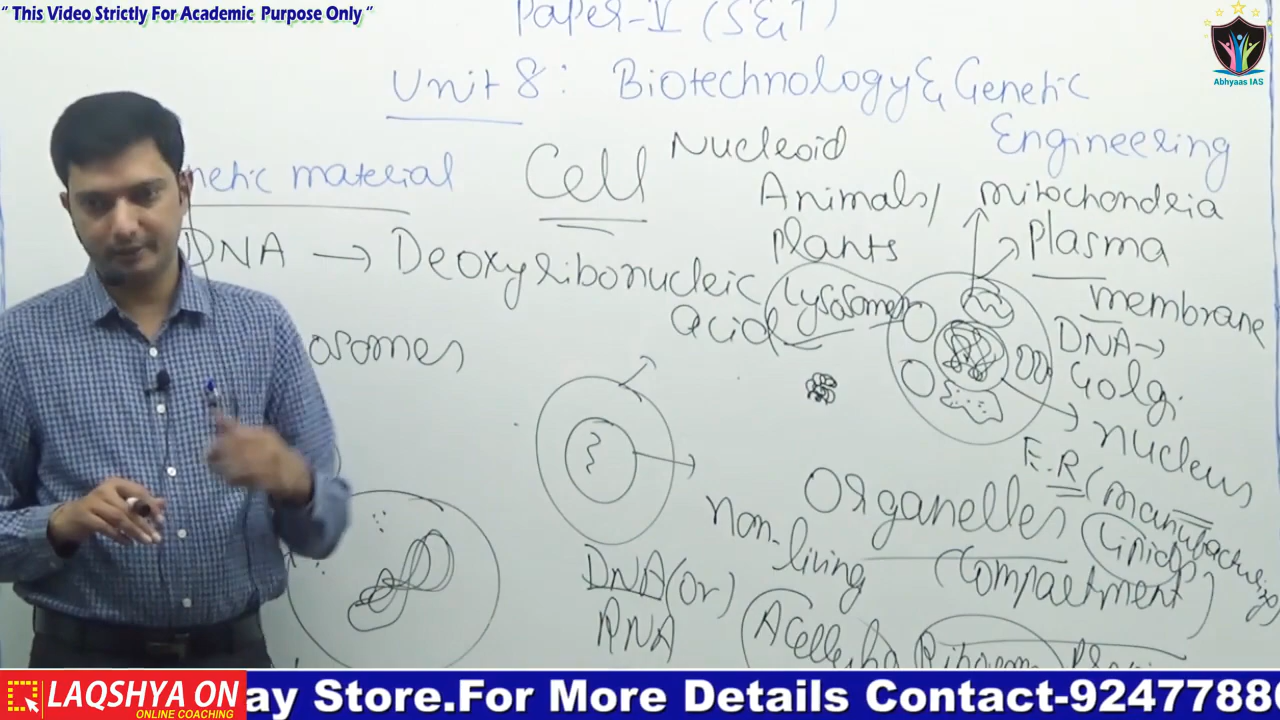 “ This Video Strictly For Academic Purpose Only ”
Abhyaas IAS
Paper-V (S&T)
Unit 8: Biotechnology & Genetic
Engineering
netic material
Cell
Nucleoid
Animals/
Plants
mitochondria
Plasma
membrane
DNA → Deoxyribonucleic
acid
Lysosomes
DNA→
Golgi
osomes
nucleus
E.R (manufacturing
Lipids)
Organelles
(Compartment)
non-living
DNA (or)
RNA
LAQSHYA ON
ONLINE COACHING
ay Store.For More Details Contact-9247788